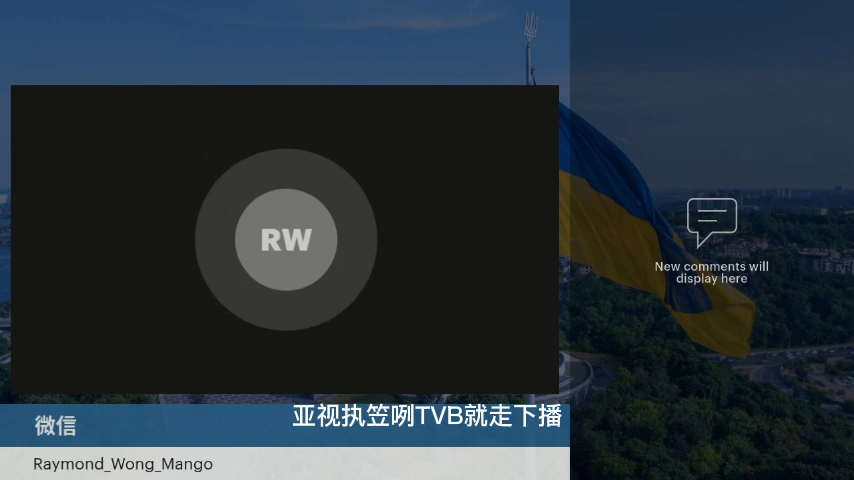 RW
New comments will
display here
亚视执笠咧TVB就走下播
微信
Raymond_Wong_Mango